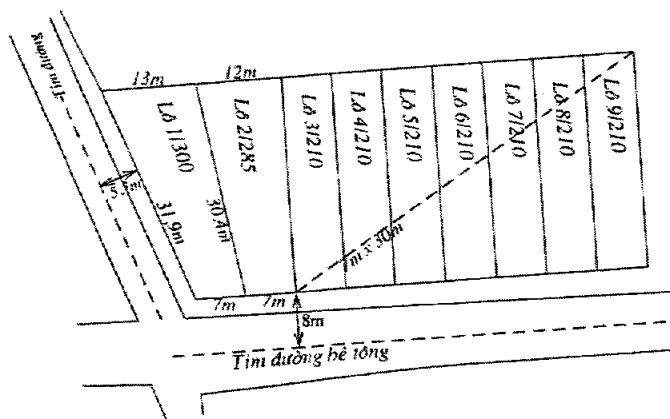 Tim đường
13m
12m
Lô 1/300
Lô 2/285
Lô 3/210
Lô 4/210
Lô 5/210
Lô 6/210
Lô 7/210
Lô 8/210
Lô 9/210
5.5m
31,9m
30,4m
7m x 30m
7m
7m
8m
Tim đường bê tông